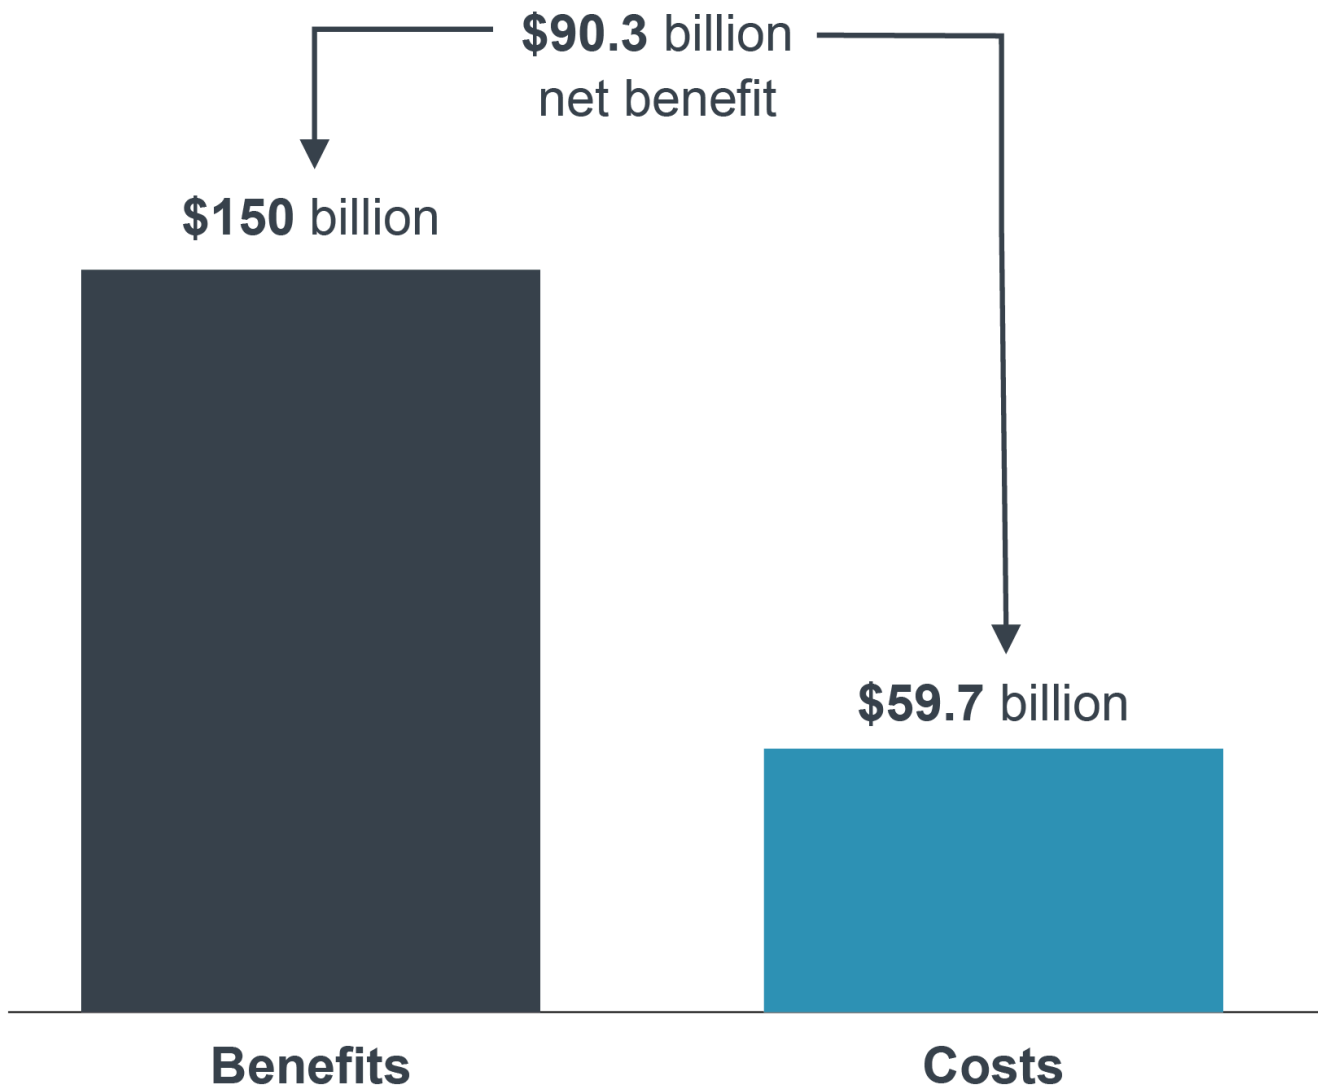 $90.3 billion
net benefit
$150 billion
$59.7 billion
Benefits
Costs